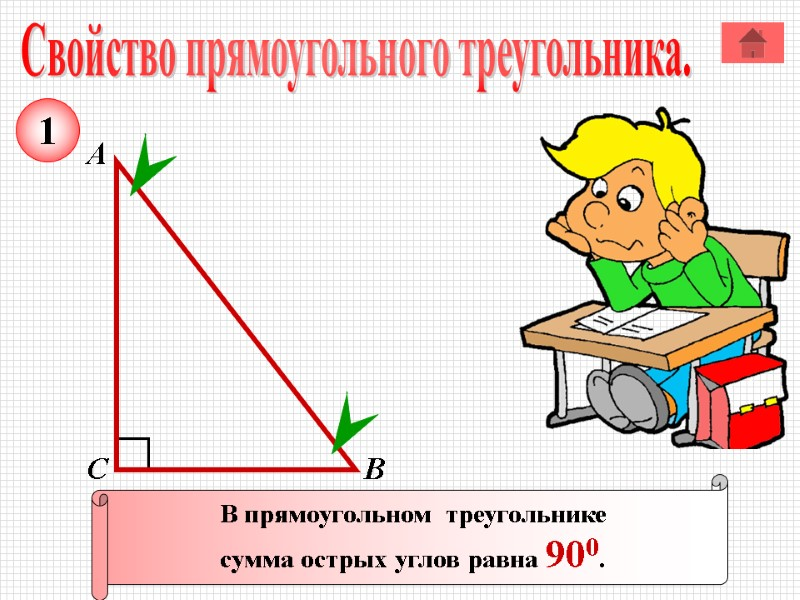 Свойство прямоугольного треугольника.
1
A
C
B
В прямоугольном треугольнике
сумма острых углов равна 90⁰.